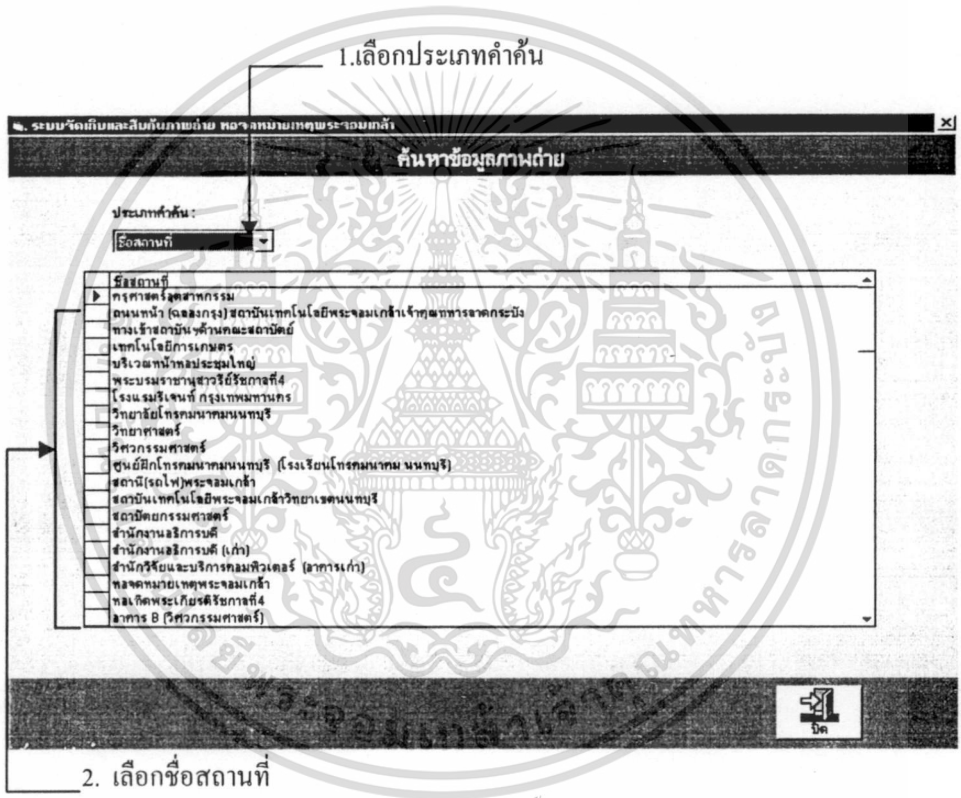 1.เลือกประเภทคำค้น
ระบบจัดเก็บและสืบค้นภาพถ่าย หอจดหมายเหตุพระจอมเกล้า
ค้นหาข้อมูลภาพถ่าย
ประเภทคำค้น :
ชื่อสถานที่
ชื่อสถานที่
ครุศาสตร์อุตสาหกรรม
ถนนหน้า (ฉลองกรุง) สถาบันเทคโนโลยีพระจอมเกล้าเจ้าคุณทหารลาดกระบัง
ทางเข้าสถาบันฯด้านคณะสถาปัตย์
เทคโนโลยีการเกษตร
บริเวณหน้าหอประชุมใหญ่
พระบรมราชานุสาวรีย์รัชกาลที่4
โรงแรมรีเจนท์ กรุงเทพมหานคร
วิทยาลัยโทรคมนาคมนนทบุรี
วิทยาศาสตร์
วิศวกรรมศาสตร์
ศูนย์ฝึกโทรคมนาคมนนทบุรี (โรงเรียนโทรคมนาคม นนทบุรี)
สถานี(รถไฟ)พระจอมเกล้า
สถาบันเทคโนโลยีพระจอมเกล้าวิทยาเขตนนทบุรี
สถาปัตยกรรมศาสตร์
สำนักงานอธิการบดี
สำนักงานอธิการบดี (เก่า)
สำนักวิจัยและบริการคอมพิวเตอร์ (อาคารเก่า)
หอจดหมายเหตุพระจอมเกล้า
หอเกิดพระเกียรติรัชกาลที่4
อาคาร B (วิศวกรรมศาสตร์)
ปิด
2. เลือกชื่อสถานที่
พระจอมเกล้าเจ้าคุณทหารลาดกระบัง